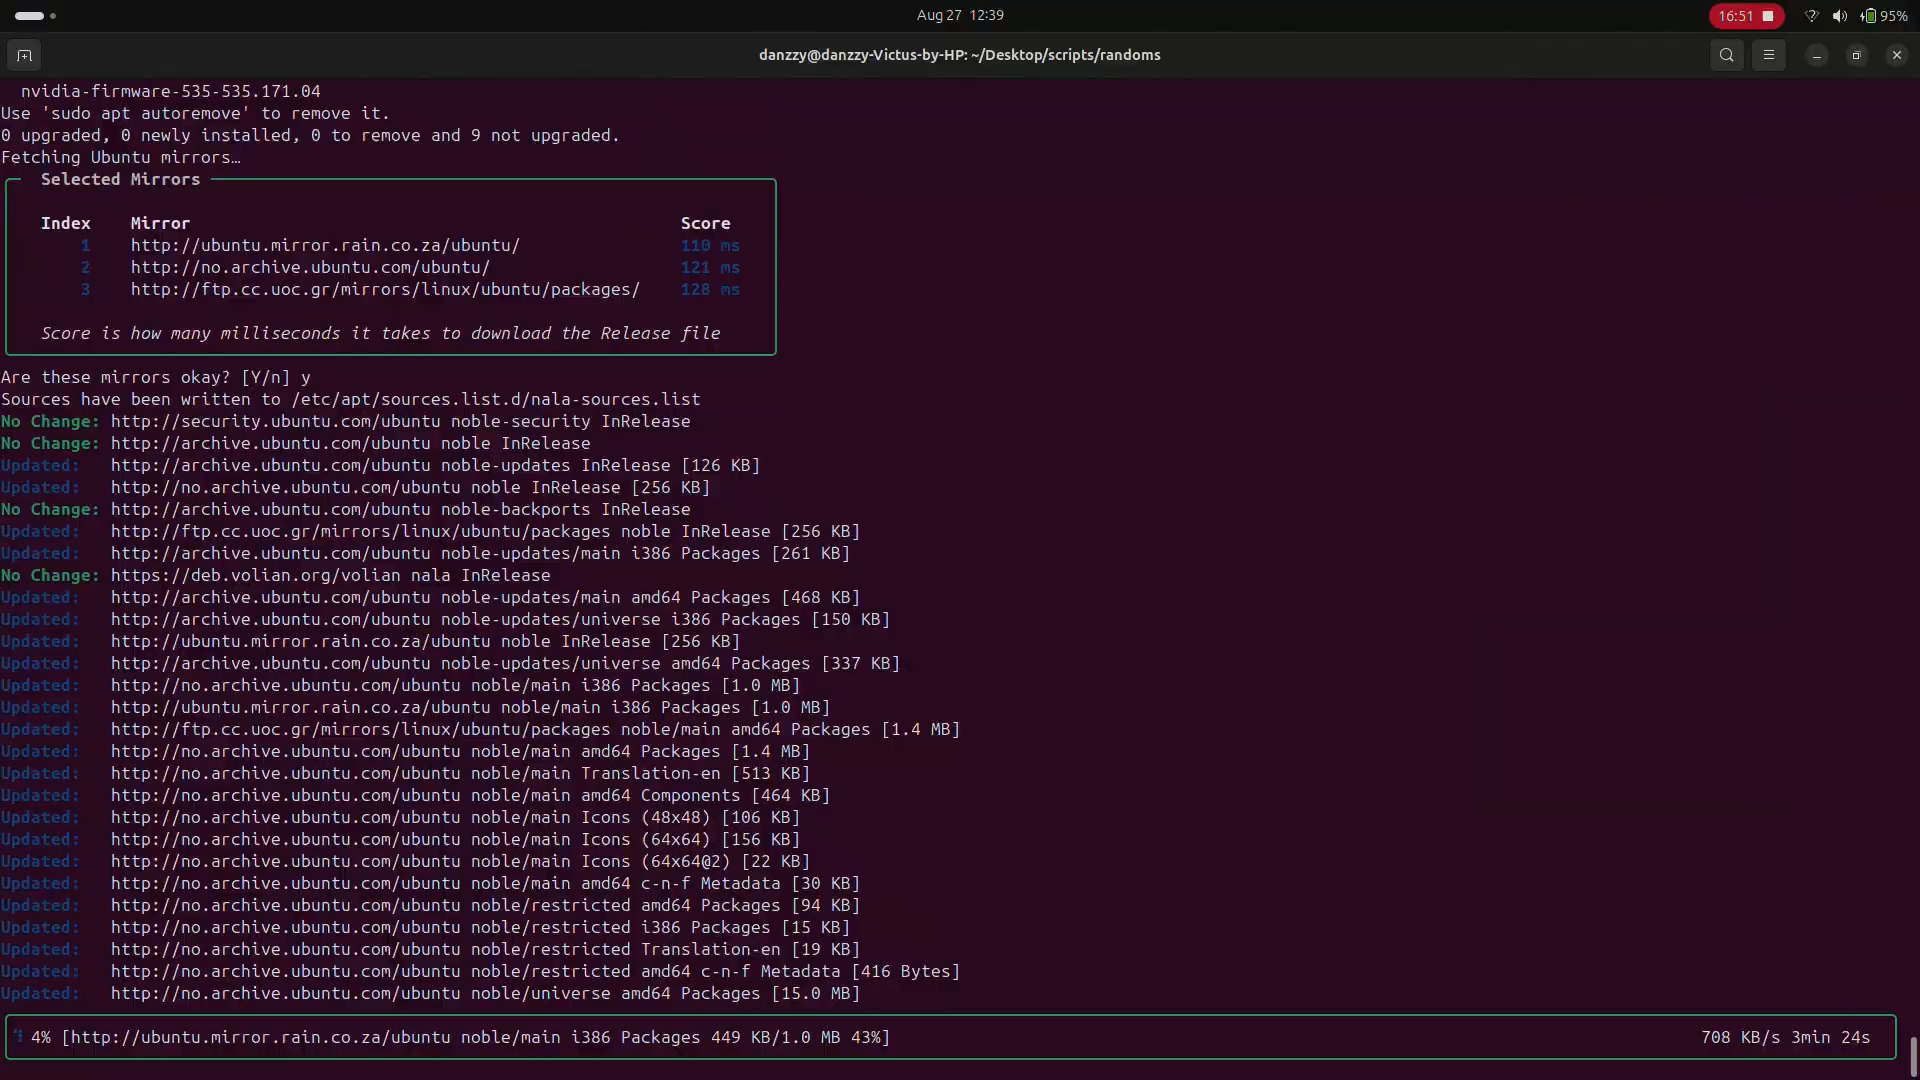 Aug 27 12:39
16:51
95%
danzzy@danzzy-Victus-by-HP: ~/Desktop/scripts/randoms
nvidia-firmware-535-535.171.04
Use 'sudo apt autoremove' to remove it.
0 upgraded, 0 newly installed, 0 to remove and 9 not upgraded.
Fetching Ubuntu mirrors…
Selected Mirrors
Index Mirror Score
1 http://ubuntu.mirror.rain.co.za/ubuntu/ 110 ms
2 http://no.archive.ubuntu.com/ubuntu/ 121 ms
3 http://ftp.cc.uoc.gr/mirrors/linux/ubuntu/packages/ 128 ms
Score is how many milliseconds it takes to download the Release file
Are these mirrors okay? [Y/n] y
Sources have been written to /etc/apt/sources.list.d/nala-sources.list
No Change: http://security.ubuntu.com/ubuntu noble-security InRelease
No Change: http://archive.ubuntu.com/ubuntu noble InRelease
Updated: http://archive.ubuntu.com/ubuntu noble-updates InRelease [126 KB]
Updated: http://no.archive.ubuntu.com/ubuntu noble InRelease [256 KB]
No Change: http://archive.ubuntu.com/ubuntu noble-backports InRelease
Updated: http://ftp.cc.uoc.gr/mirrors/linux/ubuntu/packages noble InRelease [256 KB]
Updated: http://archive.ubuntu.com/ubuntu noble-updates/main i386 Packages [261 KB]
No Change: https://deb.volian.org/volian nala InRelease
Updated: http://archive.ubuntu.com/ubuntu noble-updates/main amd64 Packages [468 KB]
Updated: http://archive.ubuntu.com/ubuntu noble-updates/universe i386 Packages [150 KB]
Updated: http://ubuntu.mirror.rain.co.za/ubuntu noble InRelease [256 KB]
Updated: http://archive.ubuntu.com/ubuntu noble-updates/universe amd64 Packages [337 KB]
Updated: http://no.archive.ubuntu.com/ubuntu noble/main i386 Packages [1.0 MB]
Updated: http://ubuntu.mirror.rain.co.za/ubuntu noble/main i386 Packages [1.0 MB]
Updated: http://ftp.cc.uoc.gr/mirrors/linux/ubuntu/packages noble/main amd64 Packages [1.4 MB]
Updated: http://no.archive.ubuntu.com/ubuntu noble/main amd64 Packages [1.4 MB]
Updated: http://no.archive.ubuntu.com/ubuntu noble/main Translation-en [513 KB]
Updated: http://no.archive.ubuntu.com/ubuntu noble/main amd64 Components [464 KB]
Updated: http://no.archive.ubuntu.com/ubuntu noble/main Icons (48x48) [106 KB]
Updated: http://no.archive.ubuntu.com/ubuntu noble/main Icons (64x64) [156 KB]
Updated: http://no.archive.ubuntu.com/ubuntu noble/main Icons (64x64@2) [22 KB]
Updated: http://no.archive.ubuntu.com/ubuntu noble/main amd64 c-n-f Metadata [30 KB]
Updated: http://no.archive.ubuntu.com/ubuntu noble/restricted amd64 Packages [94 KB]
Updated: http://no.archive.ubuntu.com/ubuntu noble/restricted i386 Packages [15 KB]
Updated: http://no.archive.ubuntu.com/ubuntu noble/restricted Translation-en [19 KB]
Updated: http://no.archive.ubuntu.com/ubuntu noble/restricted amd64 c-n-f Metadata [416 Bytes]
Updated: http://no.archive.ubuntu.com/ubuntu noble/universe amd64 Packages [15.0 MB]
4% [http://ubuntu.mirror.rain.co.za/ubuntu noble/main i386 Packages 449 KB/1.0 MB 43%] 708 KB/s 3min 24s